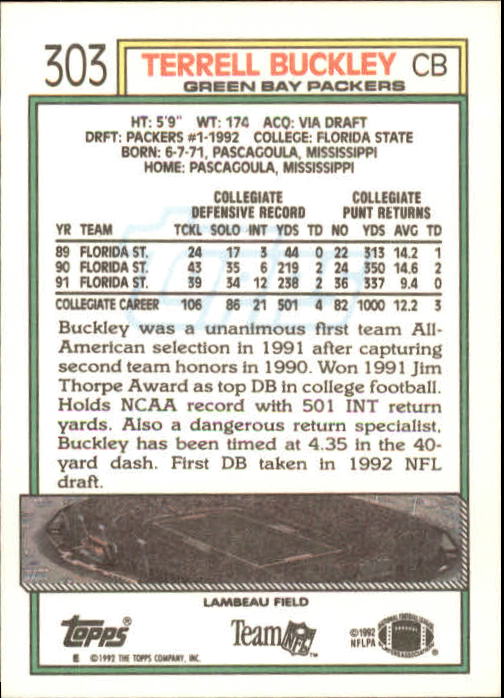 303
TERRELL BUCKLEY CB
GREEN BAY PACKERS
HT: 5'9" WT: 174 ACQ: VIA DRAFT
DRFT: PACKERS #1-1992 COLLEGE: FLORIDA STATE
BORN: 6-7-71, PASCAGOULA, MISSISSIPPI
HOME: PASCAGOULA, MISSISSIPPI
COLLEGIATE COLLEGIATE
DEFENSIVE RECORD PUNT RETURNS
YR TEAM TCKL SOLO INT YDS TD NO YDS AVG TD
89 FLORIDA ST. 24 17 3 44 0 22 313 14.2 1
90 FLORIDA ST. 43 35 6 219 2 24 350 14.6 2
91 FLORIDA ST. 39 34 12 238 2 36 337 9.4 0
COLLEGIATE CAREER 106 86 21 501 4 82 1000 12.2 3
Buckley was a unanimous first team All-
American selection in 1991 after capturing
second team honors in 1990. Won 1991 Jim
Thorpe Award as top DB in college football.
Holds NCAA record with 501 INT return
yards. Also a dangerous return specialist,
Buckley has been timed at 4.35 in the 40-
yard dash. First DB taken in 1992 NFL
draft.
LAMBEAU FIELD
TOPPS®
Team NFL™
©1992
NFLPA
E ©1992 THE TOPPS COMPANY, INC.